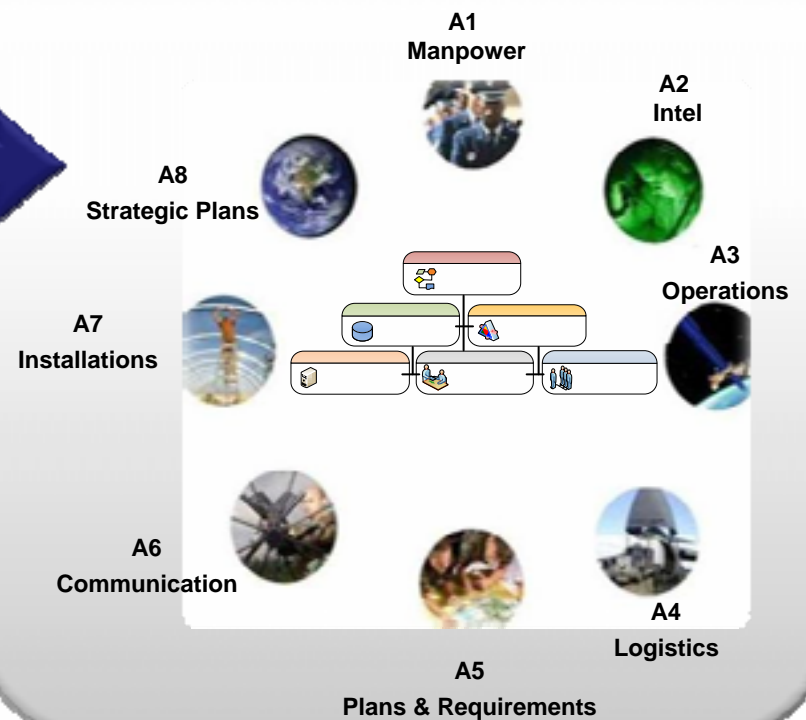 A1
Manpower
A2
Intel
A3
Operations
A4
Logistics
A5
Plans & Requirements
A6
Communication
A7
Installations
A8
Strategic Plans